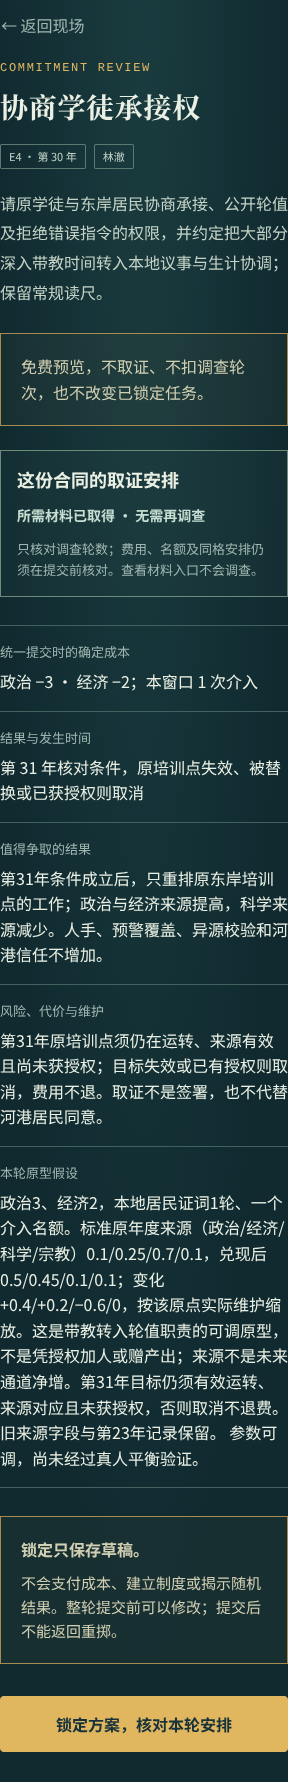 ← 返回现场
COMMITMENT REVIEW
协商学徒承接权
E4 · 第 30 年
林澈
请原学徒与东岸居民协商承接、公开轮值
及拒绝错误指令的权限，并约定把大部分
深入带教时间转入本地议事与生计协调；
保留常规读尺。
免费预览，不取证、不扣调查轮
次，也不改变已锁定任务。
这份合同的取证安排
所需材料已取得 · 无需再调查
只核对调查轮数；费用、名额及同格安排仍
须在提交前核对。查看材料入口不会调查。
统一提交时的确定成本
政治 −3 · 经济 −2；本窗口 1 次介入
结果与发生时间
第 31 年核对条件，原培训点失效、被替
换或已获授权则取消
值得争取的结果
第31年条件成立后，只重排原东岸培训
点的工作；政治与经济来源提高，科学来
源减少。人手、预警覆盖、异源校验和河
港信任不增加。
风险、代价与维护
第31年原培训点须仍在运转、来源有效
且尚未获授权；目标失效或已有授权则取
消，费用不退。取证不是签署，也不代替
河港居民同意。
本轮原型假设
政治3、经济2，本地居民证词1轮、一个
介入名额。标准原年度来源（政治/经济/
科学/宗教）0.1/0.25/0.7/0.1，兑现后
0.5/0.45/0.1/0.1；变化
+0.4/+0.2/−0.6/0，按该原点实际维护缩
放。这是带教转入轮值职责的可调原型，
不是凭授权加人或赠产出；来源不是未来
通道净增。第31年目标仍须有效运转、
来源对应且未获授权，否则取消不退费。
旧来源字段与第23年记录保留。 参数可
调，尚未经过真人平衡验证。
锁定只保存草稿。
不会支付成本、建立制度或揭示随机
结果。整轮提交前可以修改；提交后
不能返回重掷。
锁定方案，核对本轮安排